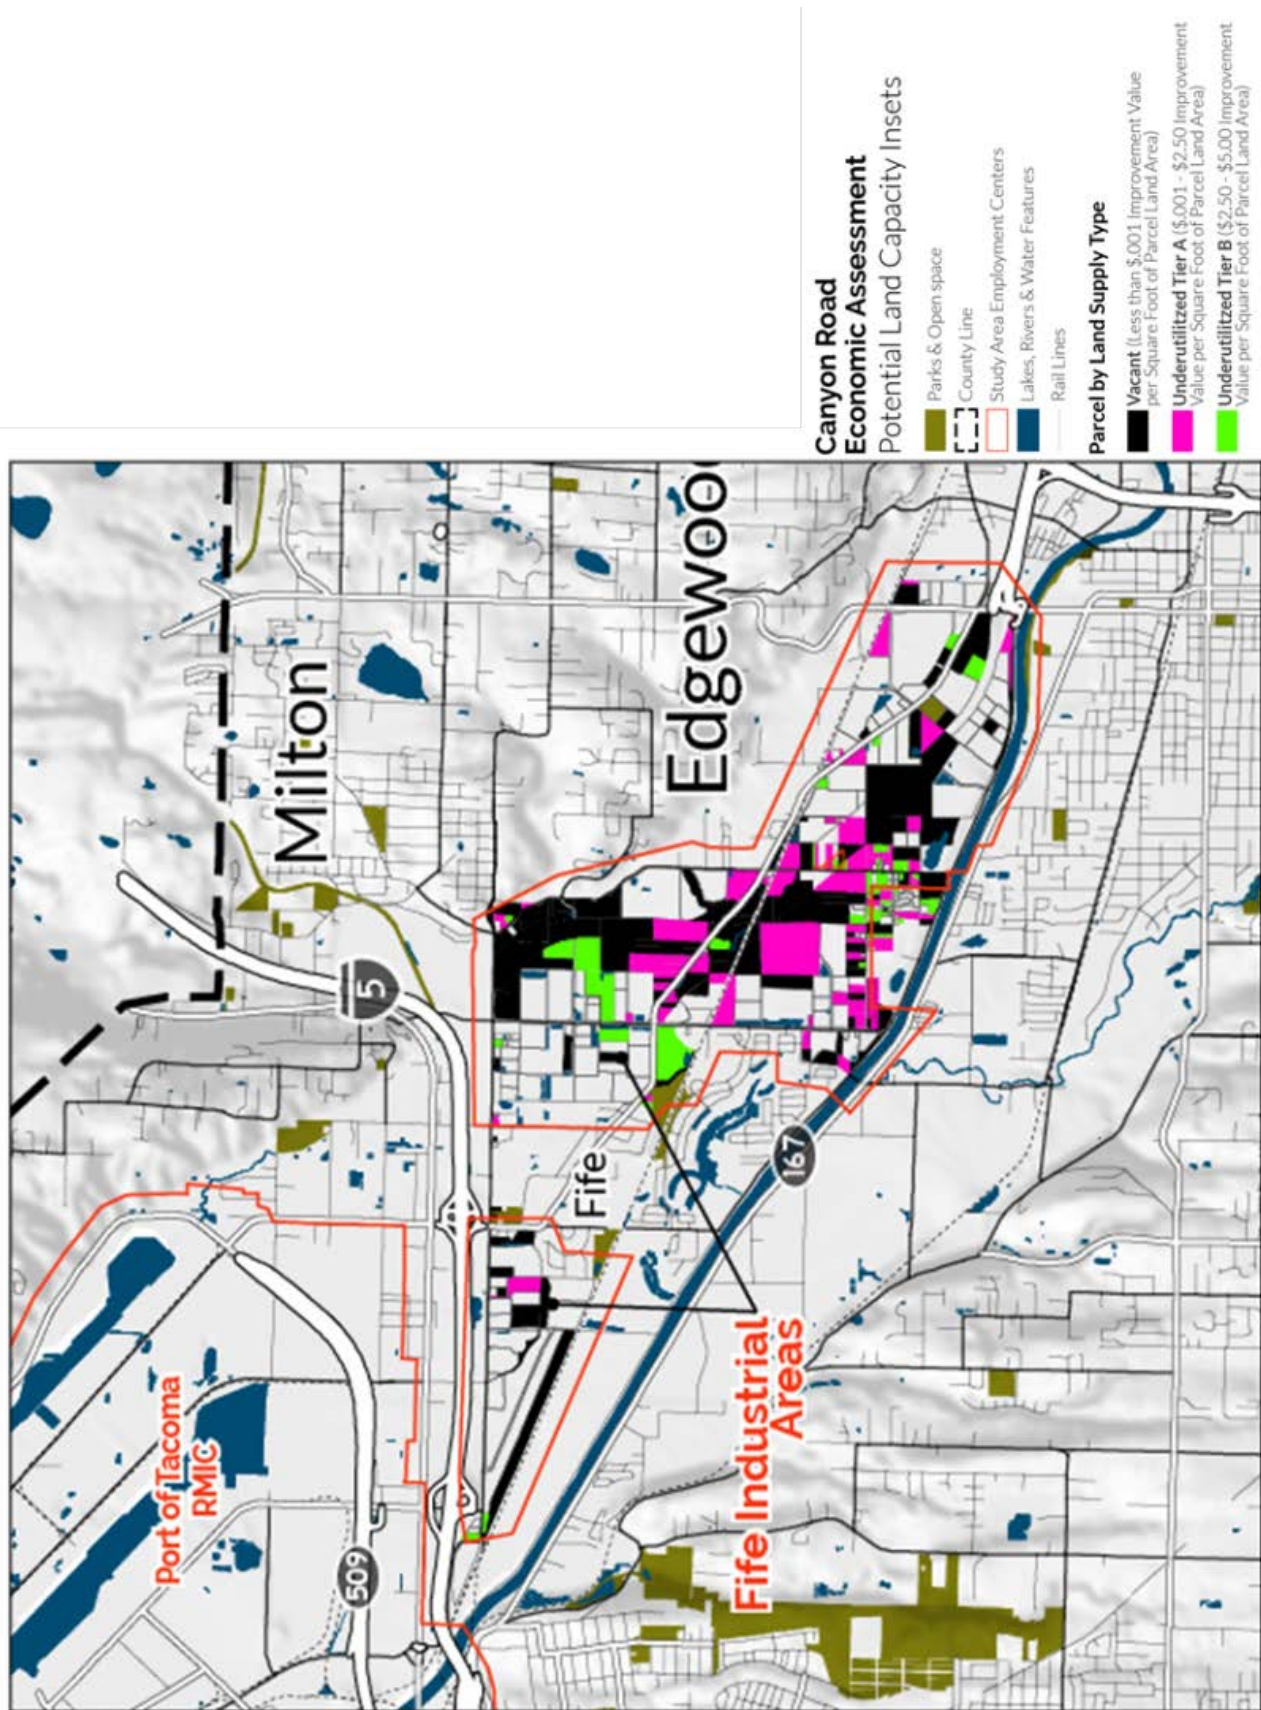 Canyon Road
Economic Assessment
Potential Land Capacity Insets
Parks & Open space
County Line
Study Area Employment Centers
Lakes, Rivers & Water Features
Rail Lines
Parcel by Land Supply Type
Vacant (Less than $.001 Improvement Value
per Square Foot of Parcel Land Area)
Underutilitzed Tier A ($.001 - $2.50 Improvement
Value per Square Foot of Parcel Land Area)
Underutilitzed Tier B ($2.50 - $5.00 Improvement
Value per Square Foot of Parcel Land Area)
Port of Tacoma
RMIC
509
5
Milton
Fife
Edgewoo
167
Fife Industrial
Areas